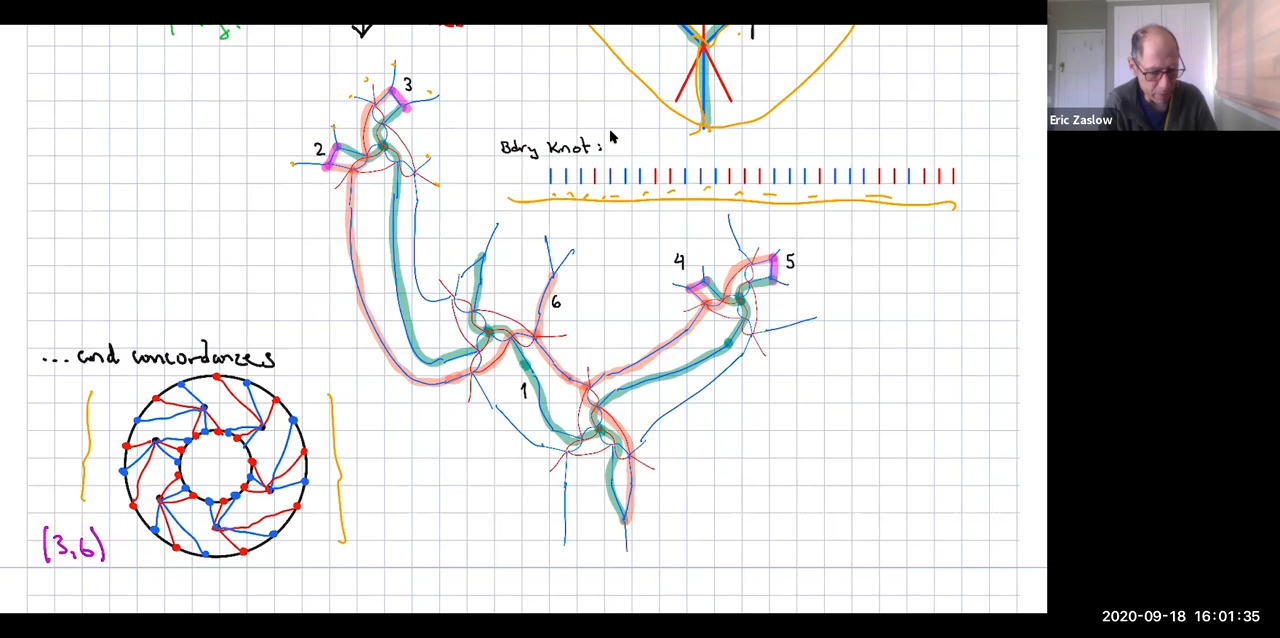 3
2
Bdry Knot:
4
5
6
1
... and concordances
(3,6)
Eric Zaslow
2020-09-18 16:01:35